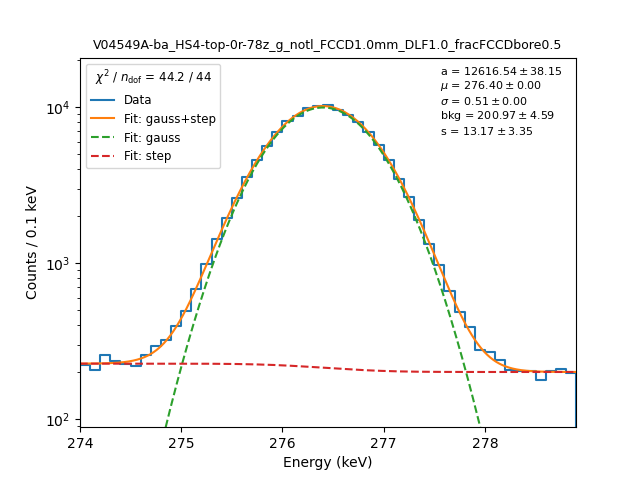 V04549A-ba_HS4-top-0r-78z_g_notl_FCCD1.0mm_DLF1.0_fracFCCDbore0.5
χ² / n_dof = 44.2 / 44
Data
Fit: gauss+step
Fit: gauss
Fit: step
a = 12616.54 ± 38.15
μ = 276.40 ± 0.00
σ = 0.51 ± 0.00
bkg = 200.97 ± 4.59
s = 13.17 ± 3.35
Counts / 0.1 keV
10⁴
10³
10²
274 275 276 277 278
Energy (keV)